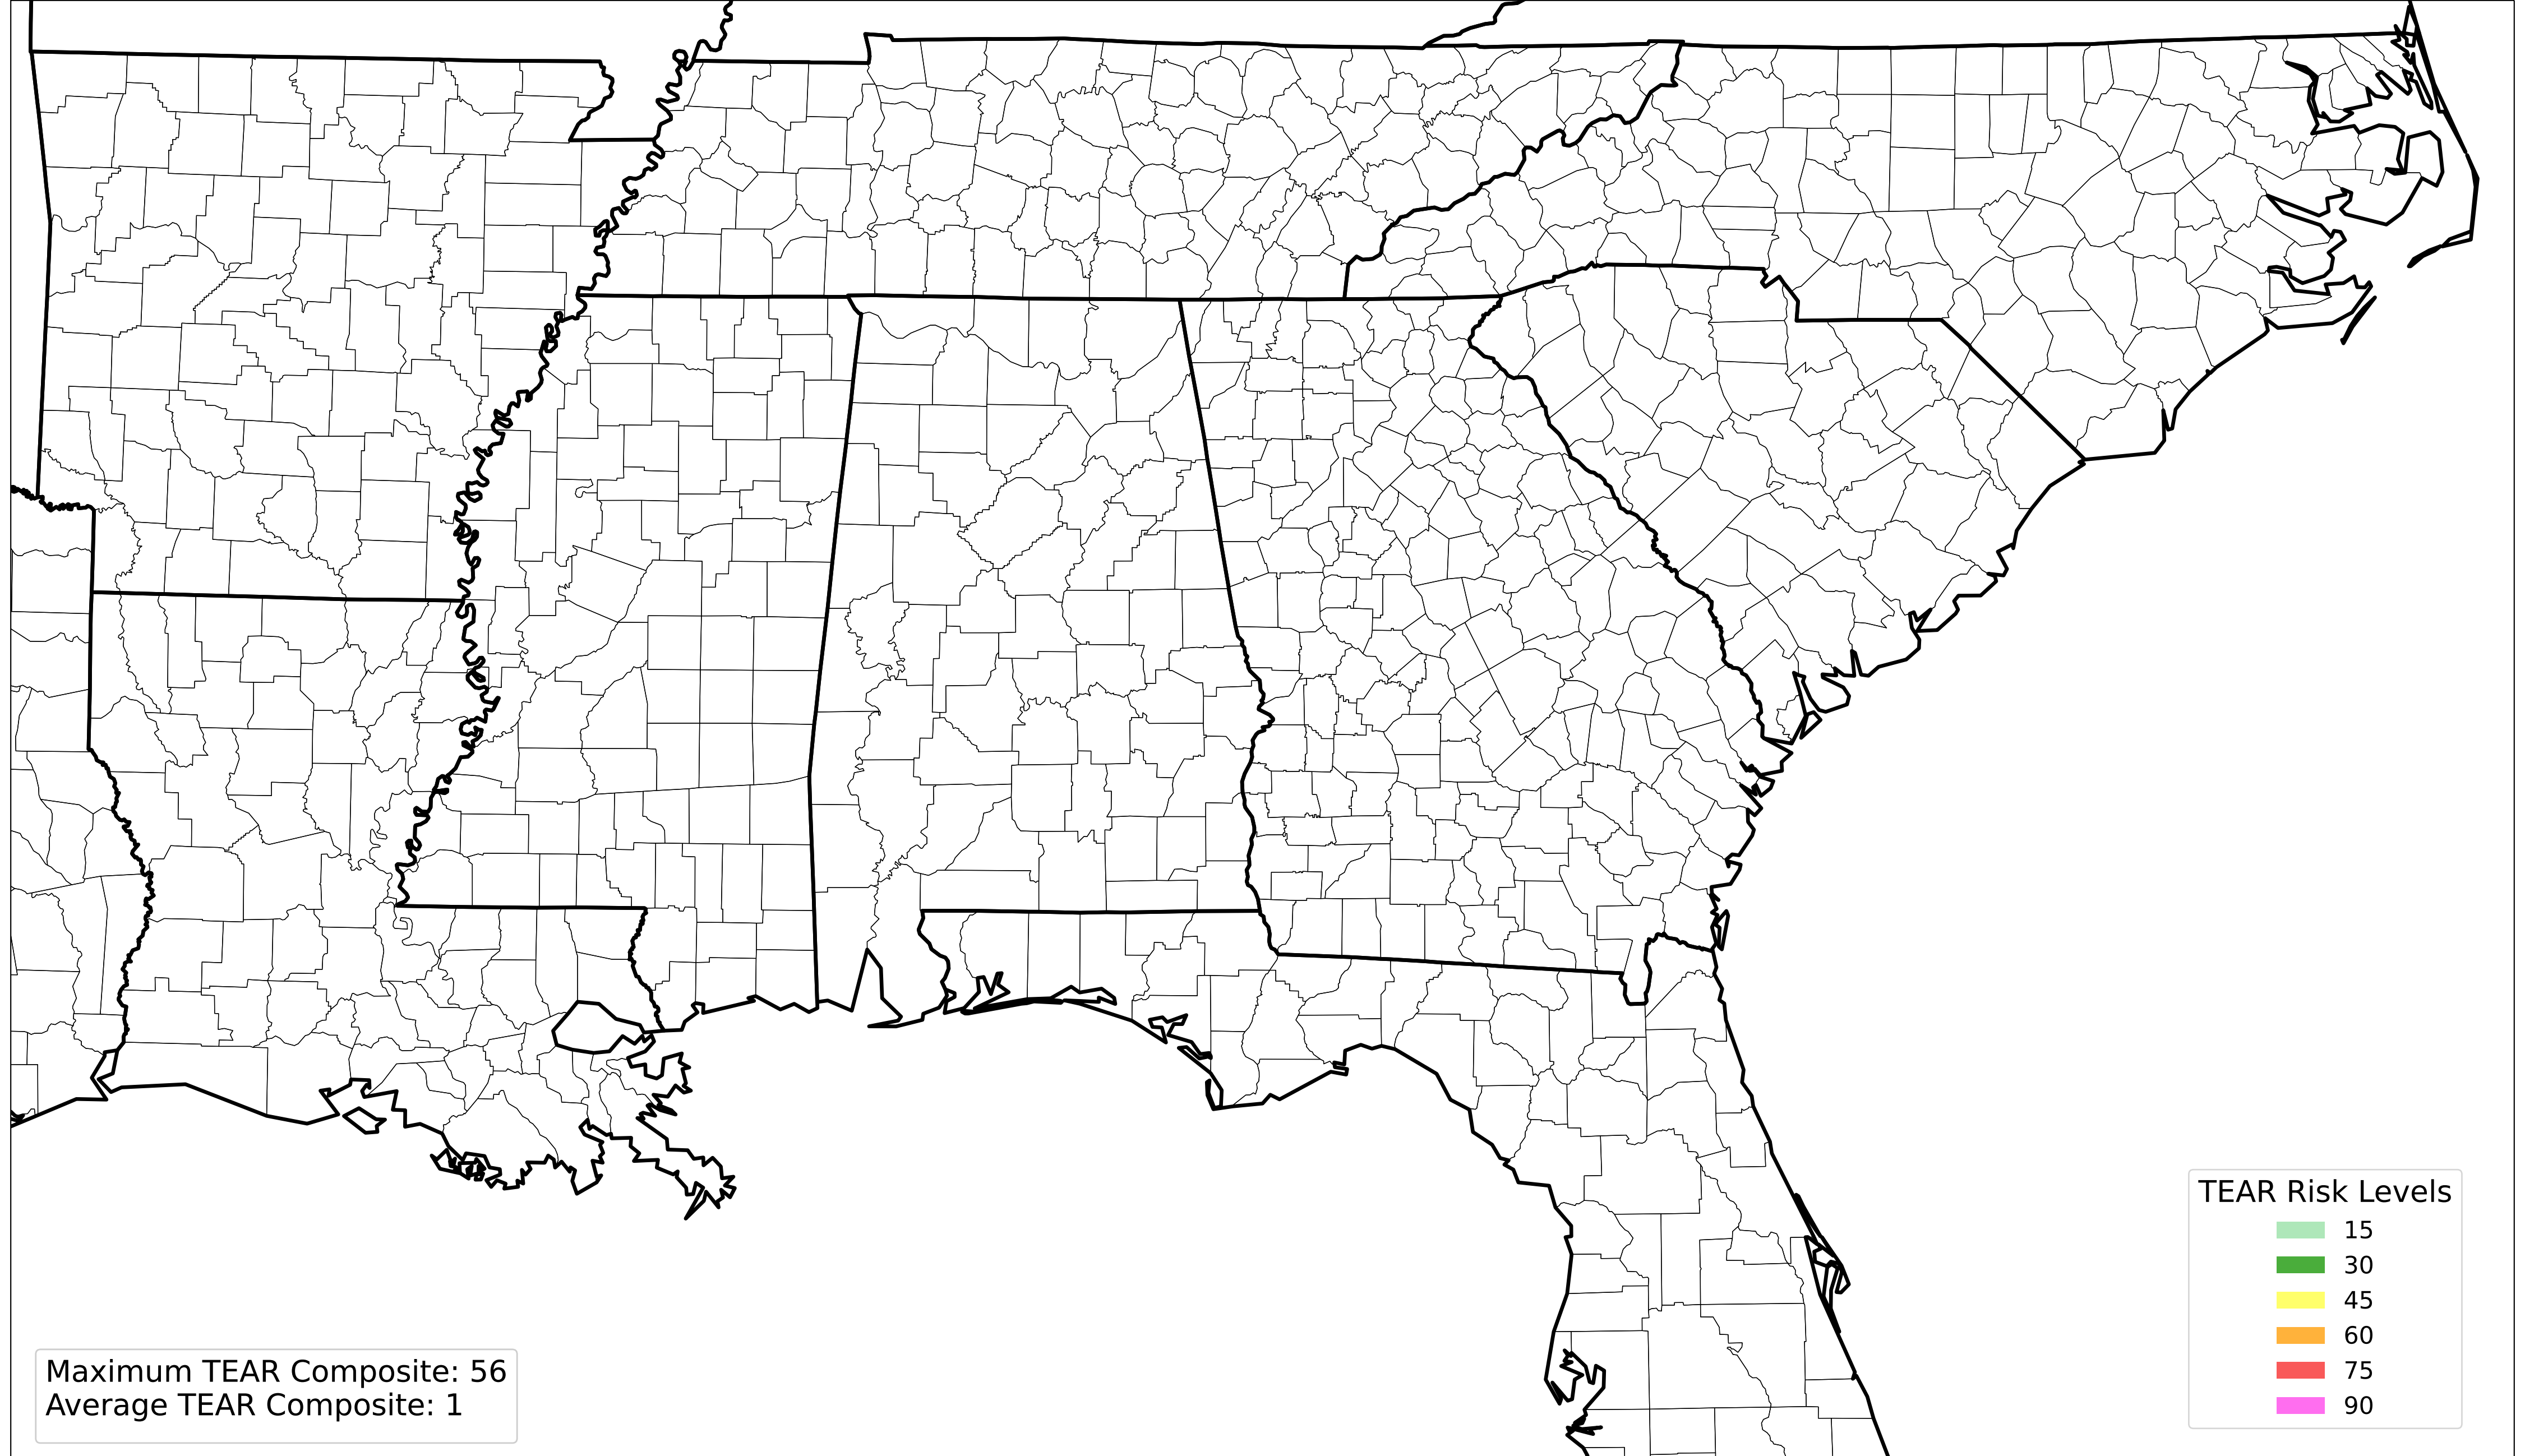 TEAR Risk Levels
15
30
45
60
75
90
Maximum TEAR Composite: 56
Average TEAR Composite: 1